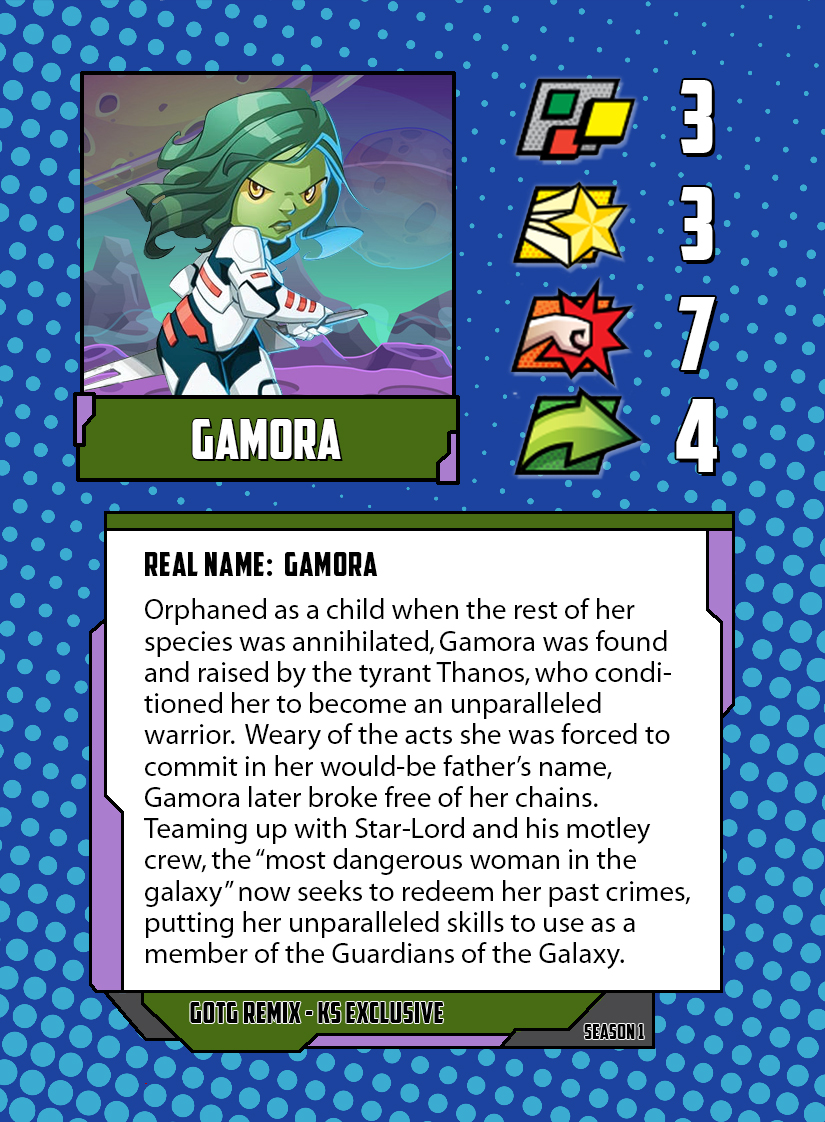 3
3
7
4
GAMORA
REAL NAME: GAMORA
Orphaned as a child when the rest of her
species was annihilated, Gamora was found
and raised by the tyrant Thanos, who condi-
tioned her to become an unparalleled
warrior. Weary of the acts she was forced to
commit in her would-be father’s name,
Gamora later broke free of her chains.
Teaming up with Star-Lord and his motley
crew, the “most dangerous woman in the
galaxy” now seeks to redeem her past crimes,
putting her unparalleled skills to use as a
member of the Guardians of the Galaxy.
GOTG REMIX - KS EXCLUSIVE
SEASON 1